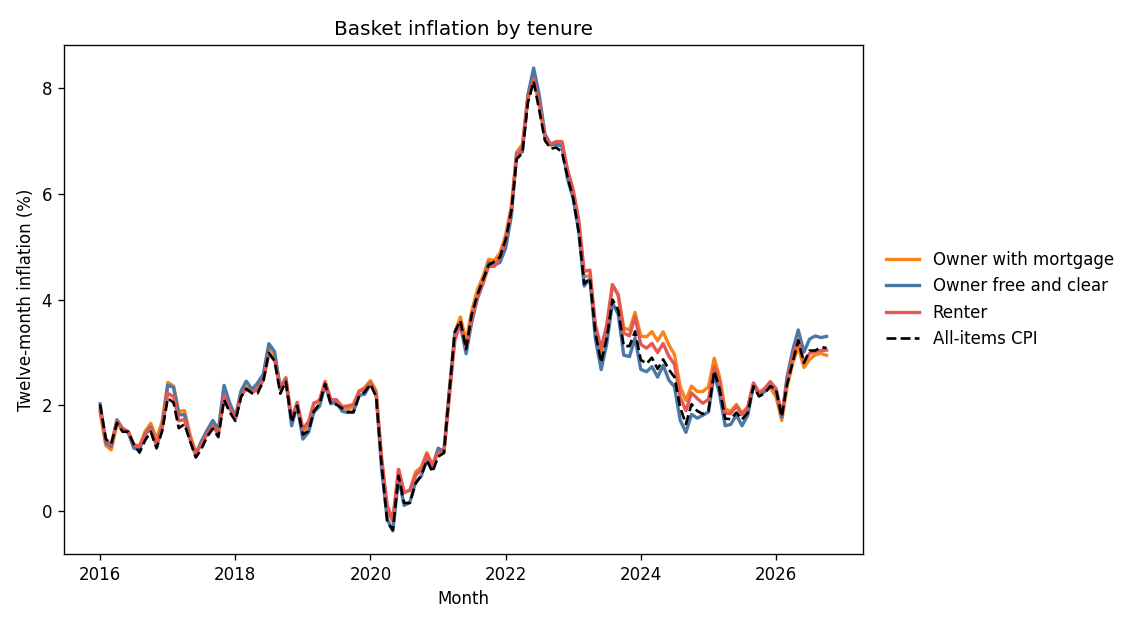 Basket inflation by tenure
Twelve-month inflation (%)
8
6
4
2
0
2016
2018
2020
2022
2024
2026
Month
Owner with mortgage
Owner free and clear
Renter
All-items CPI